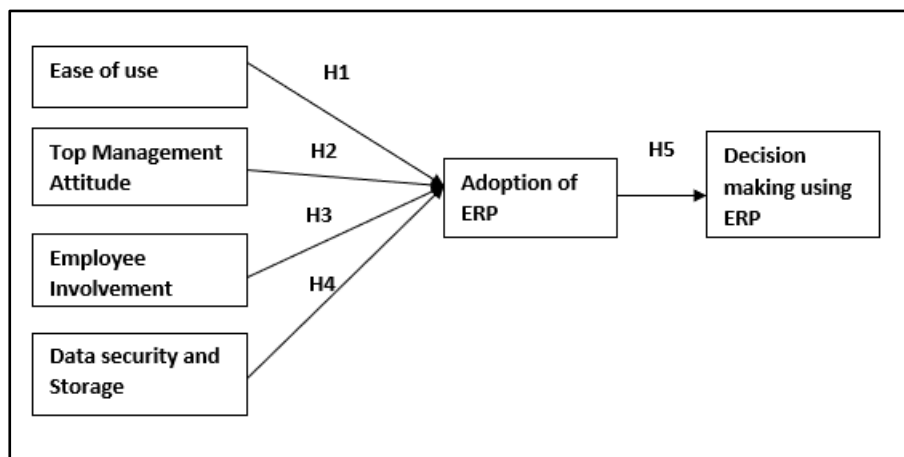 Ease of use
H1
Top Management
Attitude
H2
H3
Employee
Involvement
H4
Data security and
Storage
Adoption of
ERP
H5
Decision
making using
ERP